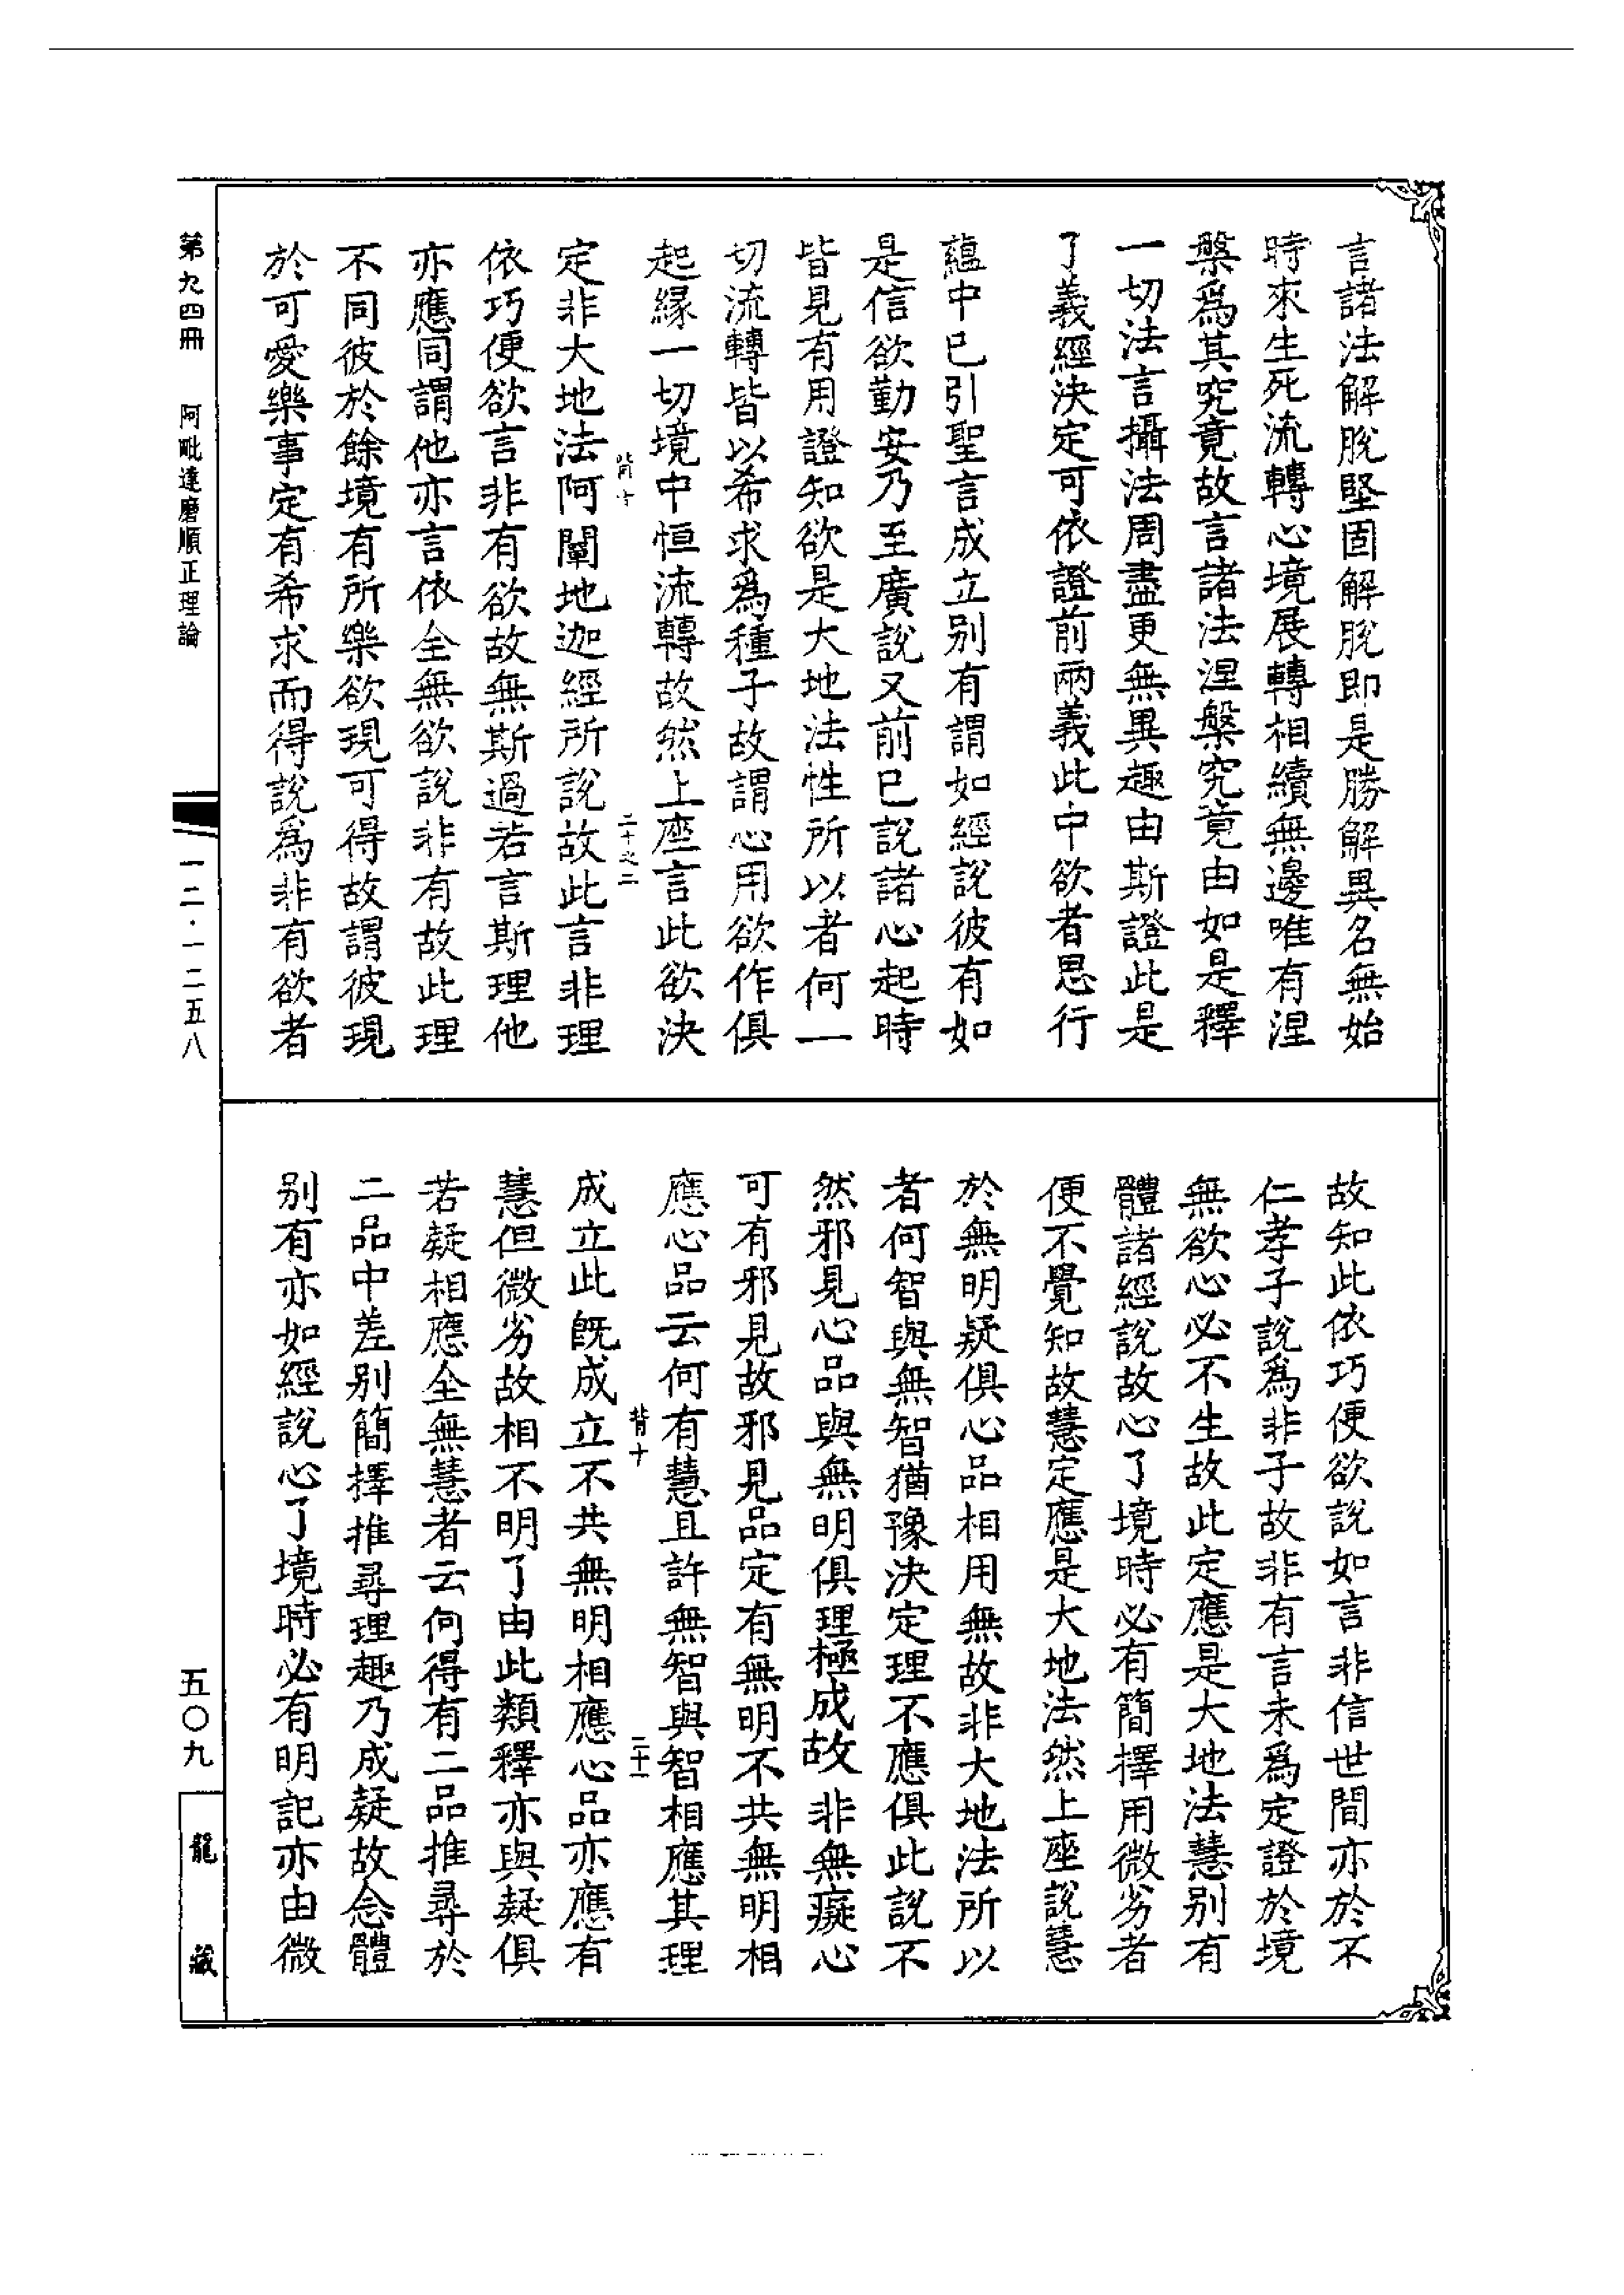 言諸法解脫堅固解脫即是勝解異名無始
時來生死流轉心境展轉相續無邊唯有涅
槃爲其究竟故言諸法涅槃究竟由如是釋
一切法言攝法周盡更無異趣由斯證此是
了義經決定可依證前兩義此中欲者思行
蘊中已引聖言成立別有謂如經說彼有如
是信欲勤安乃至廣說又前已說諸心起時
皆見有用證知欲是大地法性所以者何一
切流轉皆以希求爲種子故謂心用欲作俱
起緣一切境中恒流轉故然上座言此欲決
定非大地法阿闡地迦經所說故此言非理
依巧便欲言非有欲故無斯過若言斯理他
亦應同謂他亦言依全無欲說非有故此理
不同彼於餘境有所樂欲現可得故謂彼現
於可愛樂事定有希求而得說爲非有欲者
二十之二
故知此依巧便欲說如言非信世間亦於不
仁孝子說爲非子故非有言未爲定證於境
無欲心必不生故此定應是大地法慧別有
體諸經說故心了境時必有簡擇用微劣者
便不覺知故慧定應是大地法然上座說慧
於無明疑俱心品相用無故非大地法所以
者何智與無智猶豫決定理不應俱此說不
然邪見心品與無明俱理極成故非無癡心
可有邪見故邪見品定有無明不共無明相
應心品云何有慧且許無智與智相應其理
成立此既成立不共無明相應心品亦應有
慧但微劣故相不明了由此類釋亦與疑俱
若疑相應全無慧者云何得有二品推尋於
二品中差別簡擇推尋理趣乃成疑故念體
別有亦如經說心了境時必有明記亦由微
第九四冊 阿毗達磨順正理論
一二·一二五八
五〇九
龍藏